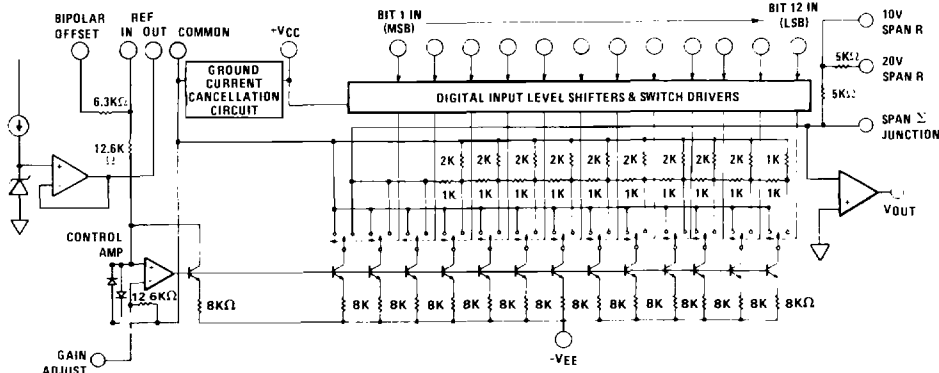 BIPOLAR OFFSET
REF IN
REF OUT
COMMON
+VCC
BIT 1 IN (MSB)
BIT 12 IN (LSB)
10V SPAN R
5KΩ
20V SPAN R
5KΩ
SPAN Σ JUNCTION
GROUND CURRENT CANCELLATION CIRCUIT
DIGITAL INPUT LEVEL SHIFTERS & SWITCH DRIVERS
6.3KΩ
12.6K Ω
2K 2K 2K 2K 2K 2K 2K 2K 2K 1K
1K 1K 1K 1K 1K 1K 1K 1K 1K
VOUT
CONTROL AMP
12.6KΩ
8KΩ
8K 8K 8K 8K 8K 8K 8K 8K 8K 8K 8K 8KΩ
-VEE
GAIN ADJUST